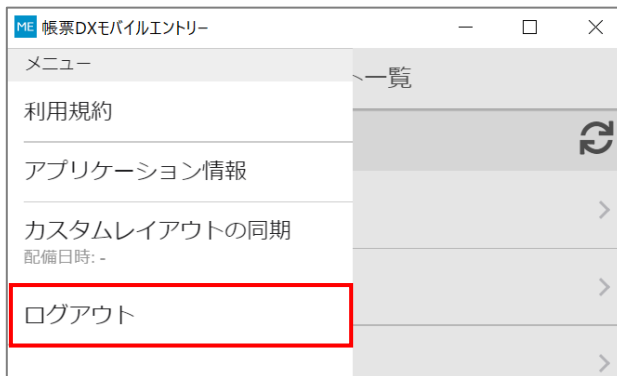 ME 帳票DXモバイルエントリー
メニュー
ト一覧
利用規約
アプリケーション情報
カスタムレイアウトの同期
配備日時: -
ログアウト